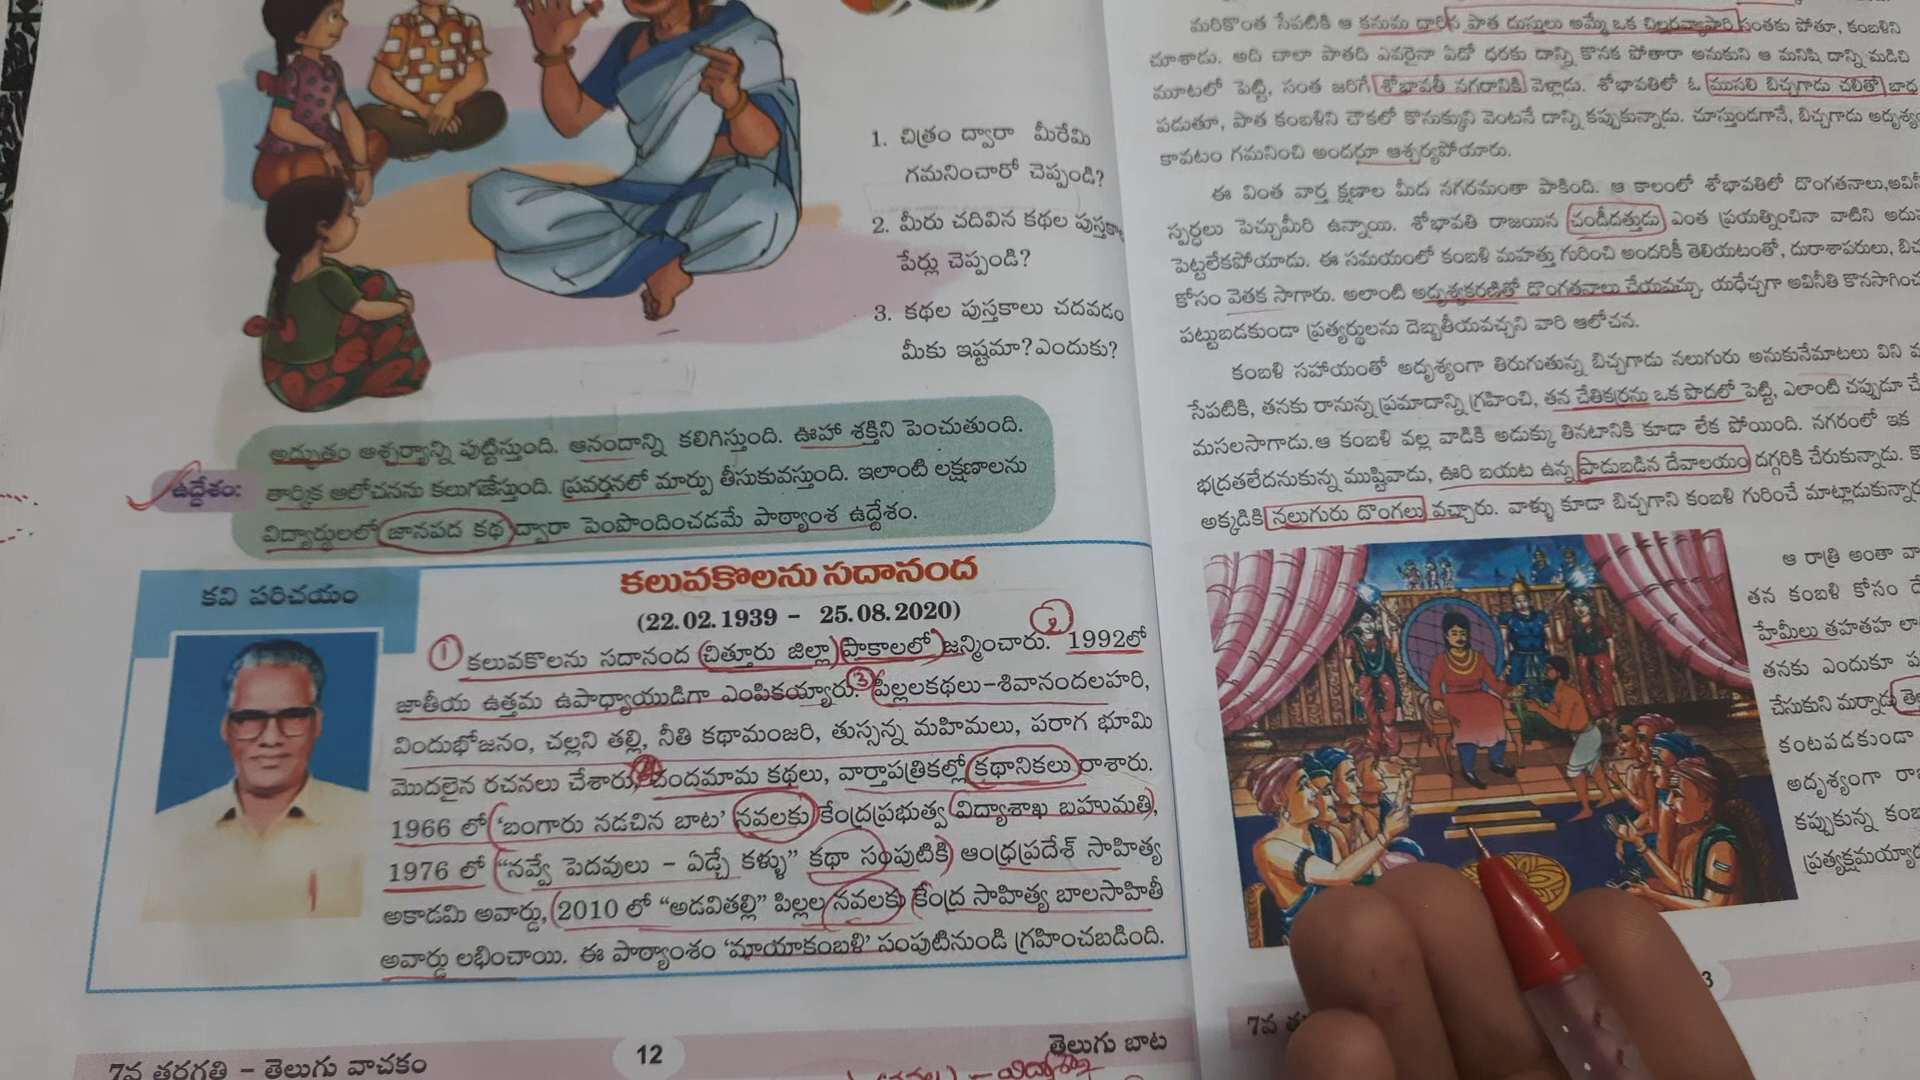 1. చిత్రం ద్వారా మీరేమి
గమనించారో చెప్పండి?
2. మీరు చదివిన కథల పుస్తకాల
పేర్లు చెప్పండి?
3. కథల పుస్తకాలు చదవడం
మీకు ఇష్టమా? ఎందుకు?
ఉద్దేశం:
అద్భుతం ఆశ్చర్యాన్ని పుట్టిస్తుంది. ఆనందాన్ని కలిగిస్తుంది. ఊహా శక్తిని పెంచుతుంది.
తార్కిక ఆలోచనను కలుగజేస్తుంది. ప్రవర్తనలో మార్పు తీసుకువస్తుంది. ఇలాంటి లక్షణాలను
విద్యార్థులలో జానపద కథ ద్వారా పెంపొందించడమే పాఠ్యాంశ ఉద్దేశం.
కవి పరిచయం
కలువకొలను సదానంద
(22.02.1939 - 25.08.2020)
① కలువకొలను సదానంద చిత్తూరు జిల్లా పాకాలలో జన్మించారు. ② 1992లో
జాతీయ ఉత్తమ ఉపాధ్యాయుడిగా ఎంపికయ్యారు. ③ పిల్లలకథలు-శివానందలహరి,
విందుభోజనం, చల్లని తల్లి, నీతి కథామంజరి, తుస్సన్న మహిమలు, పరాగ భూమి
మొదలైన రచనలు చేశారు. చందమామ కథలు, వార్తాపత్రికల్లో కథానికలు రాశారు.
1966 లో 'బంగారు నడచిన బాట' నవలకు కేంద్రప్రభుత్వ విద్యాశాఖ బహుమతి,
1976 లో "నవ్వే పెదవులు - ఏడ్చే కళ్ళు" కథా సంపుటికి ఆంధ్రప్రదేశ్ సాహిత్య
అకాడమి అవార్డు, 2010 లో "అడవితల్లి" పిల్లల నవలకు కేంద్ర సాహిత్య బాలసాహితీ
అవార్డు లభించాయి. ఈ పాఠ్యాంశం 'మాయాకంబళి' సంపుటినుండి గ్రహించబడింది.
7వ తరగతి - తెలుగు వాచకం
12
తెలుగు బాట
మరికొంత సేపటికి ఆ కనుమ దారిన పాత దుస్తులు అమ్మే ఒక చిల్లరవ్యాపారి సంతకు పోతూ, కంబళిని
చూశాడు. అది చాలా పాతది ఎవరైనా ఏదో ధరకు దాన్ని కొనక పోతారా అనుకుని ఆ మనిషి దాన్ని మడిచి
మూటలో పెట్టి, సంత జరిగే శోభావతీ నగరానికి వెళ్లాడు. శోభావతిలో ఓ ముసలి బిచ్చగాడు చలితో బాధ
పడుతూ, పాత కంబళిని చౌకలో కొనుక్కుని వెంటనే దాన్ని కప్పుకున్నాడు. చూస్తుండగానే, బిచ్చగాడు
కావటం గమనించి అందరూ ఆశ్చర్యపోయారు.
ఈ వింత వార్త క్షణాల మీద నగరమంతా పాకింది. ఆ కాలంలో శోభావతిలో దొంగతనాలు,
స్పర్ధలు పెచ్చుమీరి ఉన్నాయి. శోభావతి రాజయిన చండీదత్తుడు ఎంత ప్రయత్నించినా వాటిని
పెట్టలేకపోయాడు. ఈ సమయంలో కంబళి మహత్తు గురించి అందరికీ తెలియటంతో, దురాశాపరులు,
కోసం వెతక సాగారు. అలాంటి అదృశ్యకరణితో దొంగతనాలు చేయవచ్చు. యధేచ్ఛగా అవినీతి
పట్టుబడకుండా ప్రత్యర్థులను దెబ్బతీయవచ్చని వారి ఆలోచన.
కంబళి సహాయంతో అదృశ్యంగా తిరుగుతున్న బిచ్చగాడు నలుగురు అనుకునేమాటలు విని
సేపటికి, తనకు రానున్న ప్రమాదాన్ని గ్రహించి, తన చేతికర్రను ఒక పొదలో పెట్టి, ఎలాంటి చప్పుడూ
మసలసాగాడు. ఆ కంబళి వల్ల వాడికి అడుక్కు తినటానికి కూడా లేక పోయింది. నగరంలో ఇక
భద్రతలేదనుకున్న ముష్టివాడు, ఊరి బయట ఉన్న పాడుబడిన దేవాలయం దగ్గరికి చేరుకున్నాడు.
అక్కడికి నలుగురు దొంగలు వచ్చారు. వాళ్ళు కూడా బిచ్చగాని కంబళి గురించే
ఆ రాత్రి అంతా
తన కంబళి కోసం
హేమీలు తహతహ
తనకు ఎందుకూ
చేసుకుని మర్నాడు
కంటపడకుండా
అదృశ్యంగా
కప్పుకున్న
7వ
3